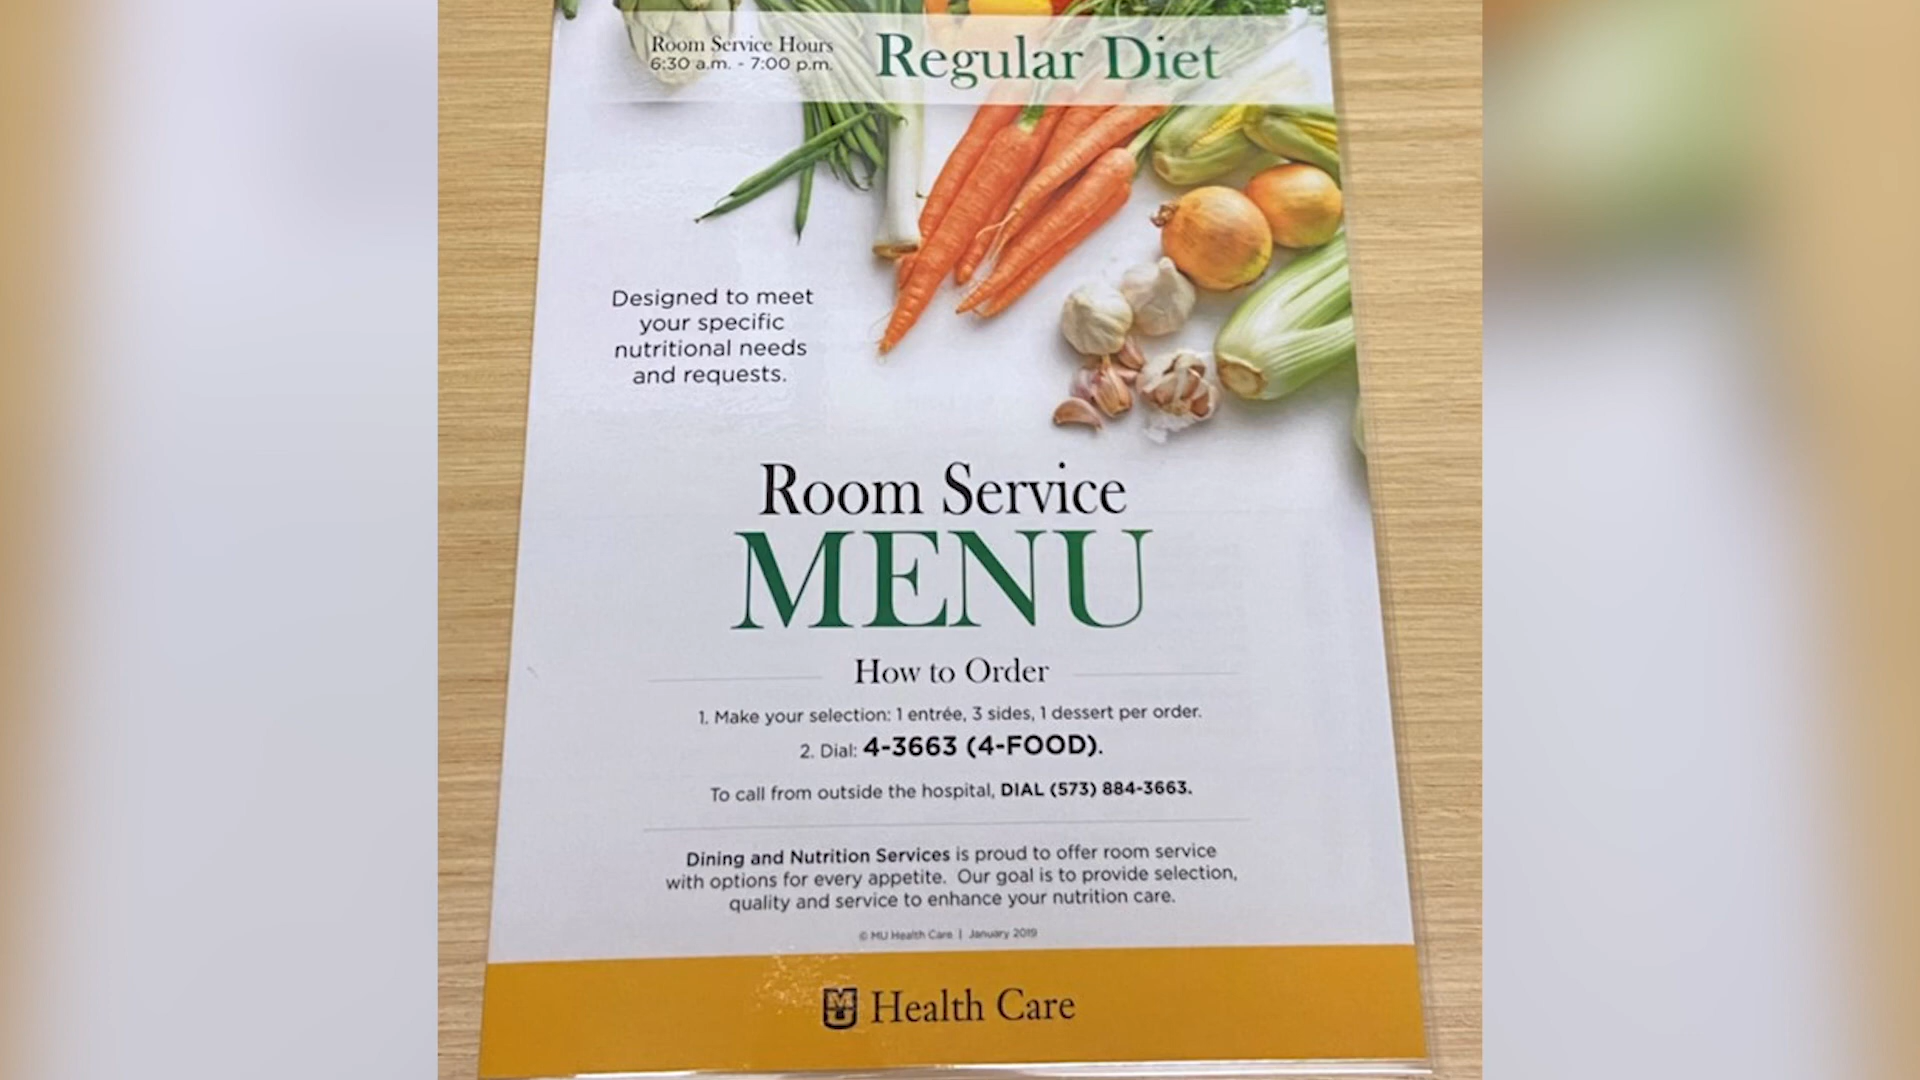 Room Service Hours
6:30 a.m. - 7:00 p.m.
Regular Diet
Designed to meet
your specific
nutritional needs
and requests.
Room Service
MENU
How to Order
1. Make your selection: 1 entrée, 3 sides, 1 dessert per order.
2. Dial: 4-3663 (4-FOOD).
To call from outside the hospital, DIAL (573) 884-3663.
Dining and Nutrition Services is proud to offer room service
with options for every appetite. Our goal is to provide selection,
quality and service to enhance your nutrition care.
© MU Health Care | January 2019
MU Health Care